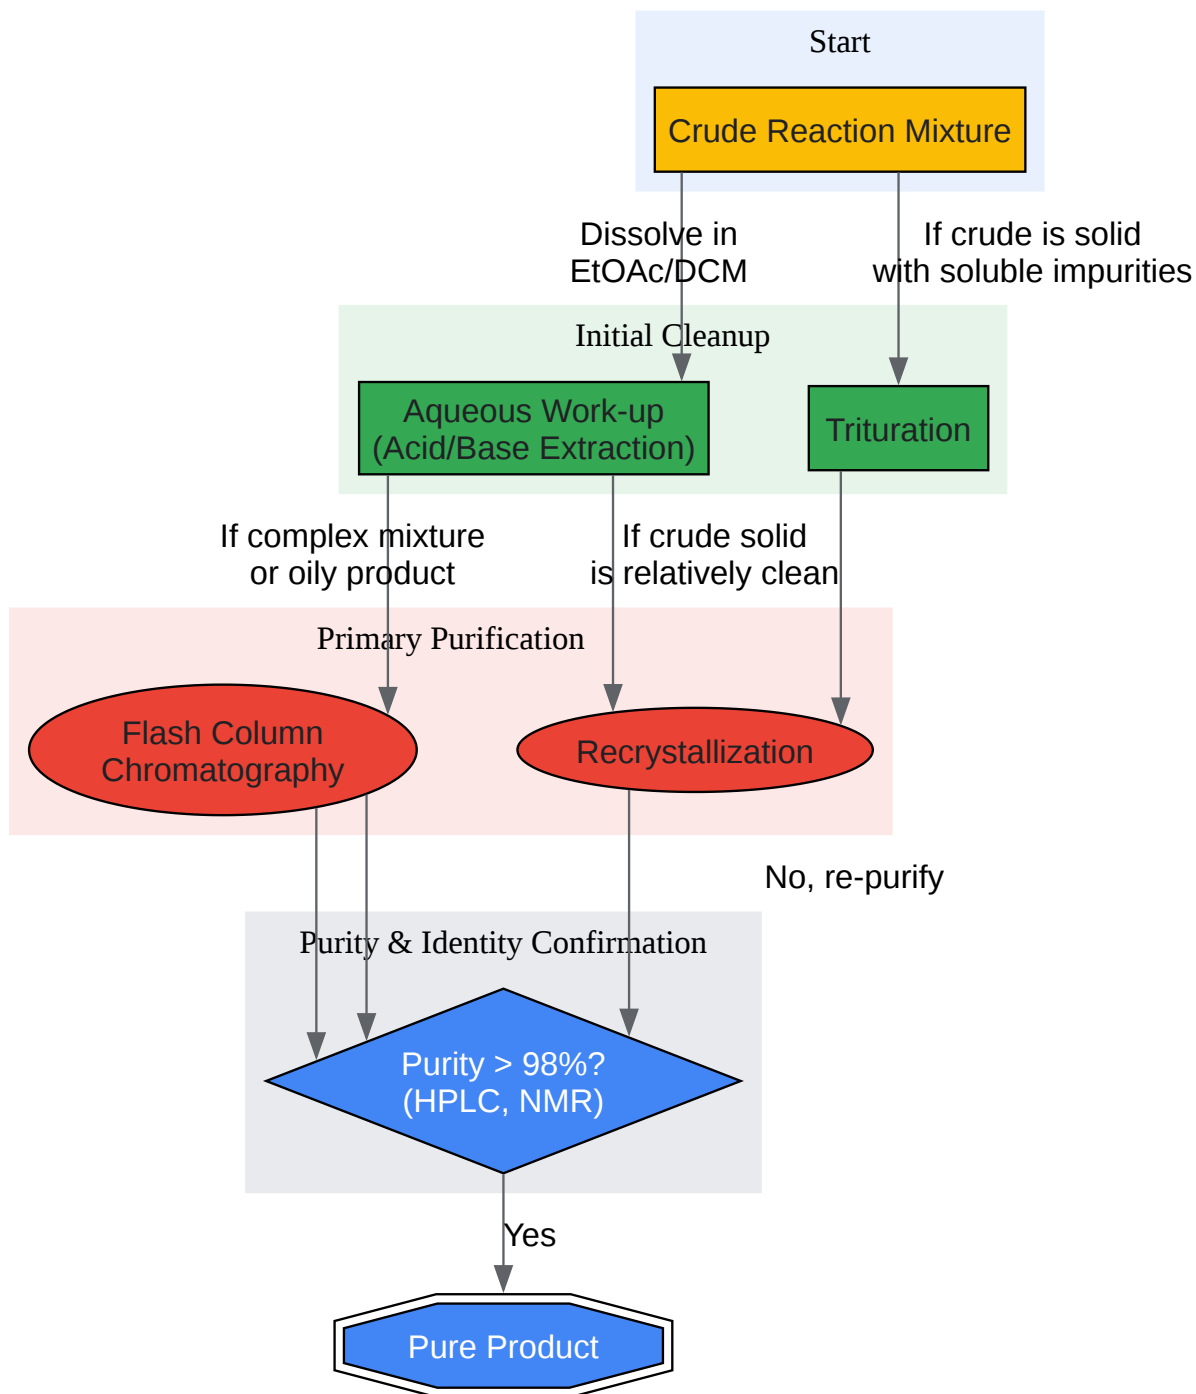 Start
Crude Reaction Mixture
Dissolve in
EtOAc/DCM
If crude is solid
with soluble impurities
Initial Cleanup
Aqueous Work-up
(Acid/Base Extraction)
Trituration
If complex mixture
or oily product
If crude solid
is relatively clean
Primary Purification
Flash Column
Chromatography
Recrystallization
No, re-purify
Purity & Identity Confirmation
Purity > 98%?
(HPLC, NMR)
Yes
Pure Product